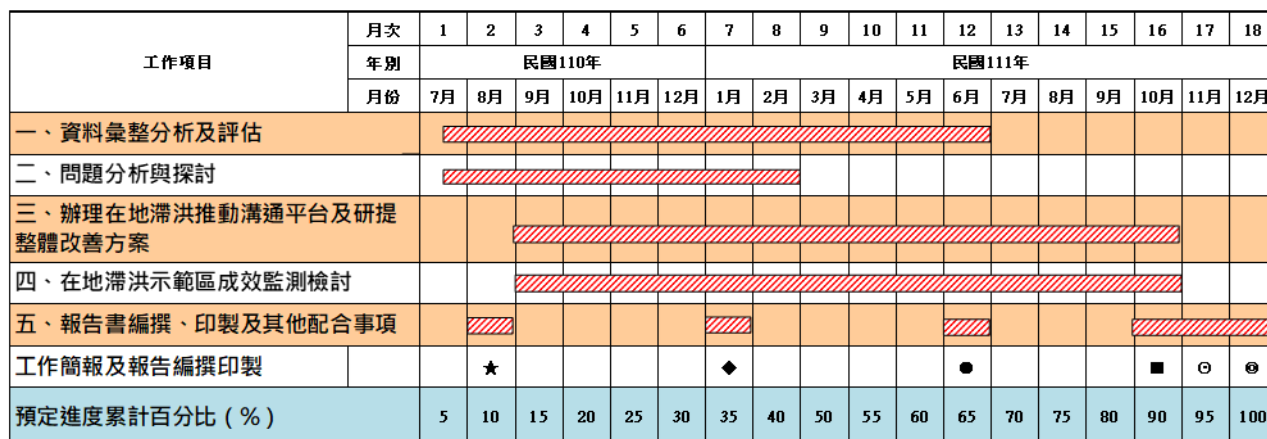 工作項目 月次 1 2 3 4 5 6 7 8 9 10 11 12 13 14 15 16 17 18
年別 民國110年 民國111年
月份 7月 8月 9月 10月 11月 12月 1月 2月 3月 4月 5月 6月 7月 8月 9月 10月 11月 12月
一、資料彙整分析及評估
二、問題分析與探討
三、辦理在地滯洪推動溝通平台及研提
整體改善方案
四、在地滯洪示範區成效監測檢討
五、報告書編撰、印製及其他配合事項
工作簡報及報告編撰印製 ★ ◆ ● ■ ⊙ ◎
預定進度累計百分比(%) 5 10 15 20 25 30 35 40 50 55 60 65 70 75 80 90 95 100